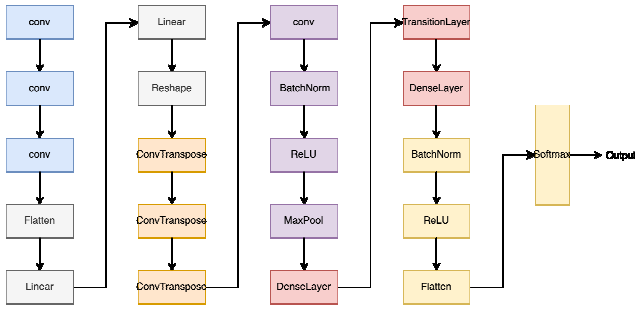 conv
conv
conv
Flatten
Linear
Linear
Reshape
ConvTranspose
ConvTranspose
ConvTranspose
conv
BatchNorm
ReLU
MaxPool
DenseLayer
TransitionLayer
DenseLayer
BatchNorm
ReLU
Flatten
Softmax
Output